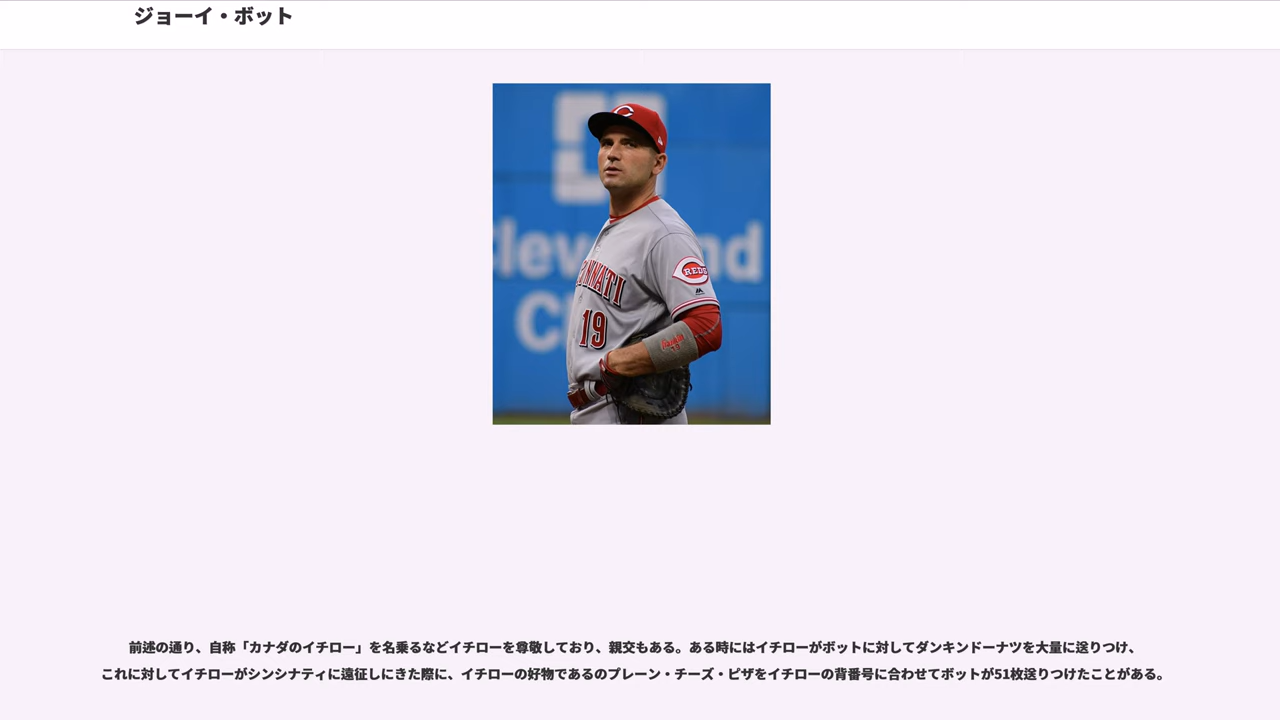 ジョーイ・ボット
CINNATI
19
REDS
前述の通り、自称「カナダのイチロー」を名乗るなどイチローを尊敬しており、親交もある。ある時にはイチローがボットに対してダンキンドーナツを大量に送りつけ、
これに対してイチローがシンシナティに遠征しにきた際に、イチローの好物であるのプレーン・チーズ・ピザをイチローの背番号に合わせてボットが51枚送りつけたことがある。